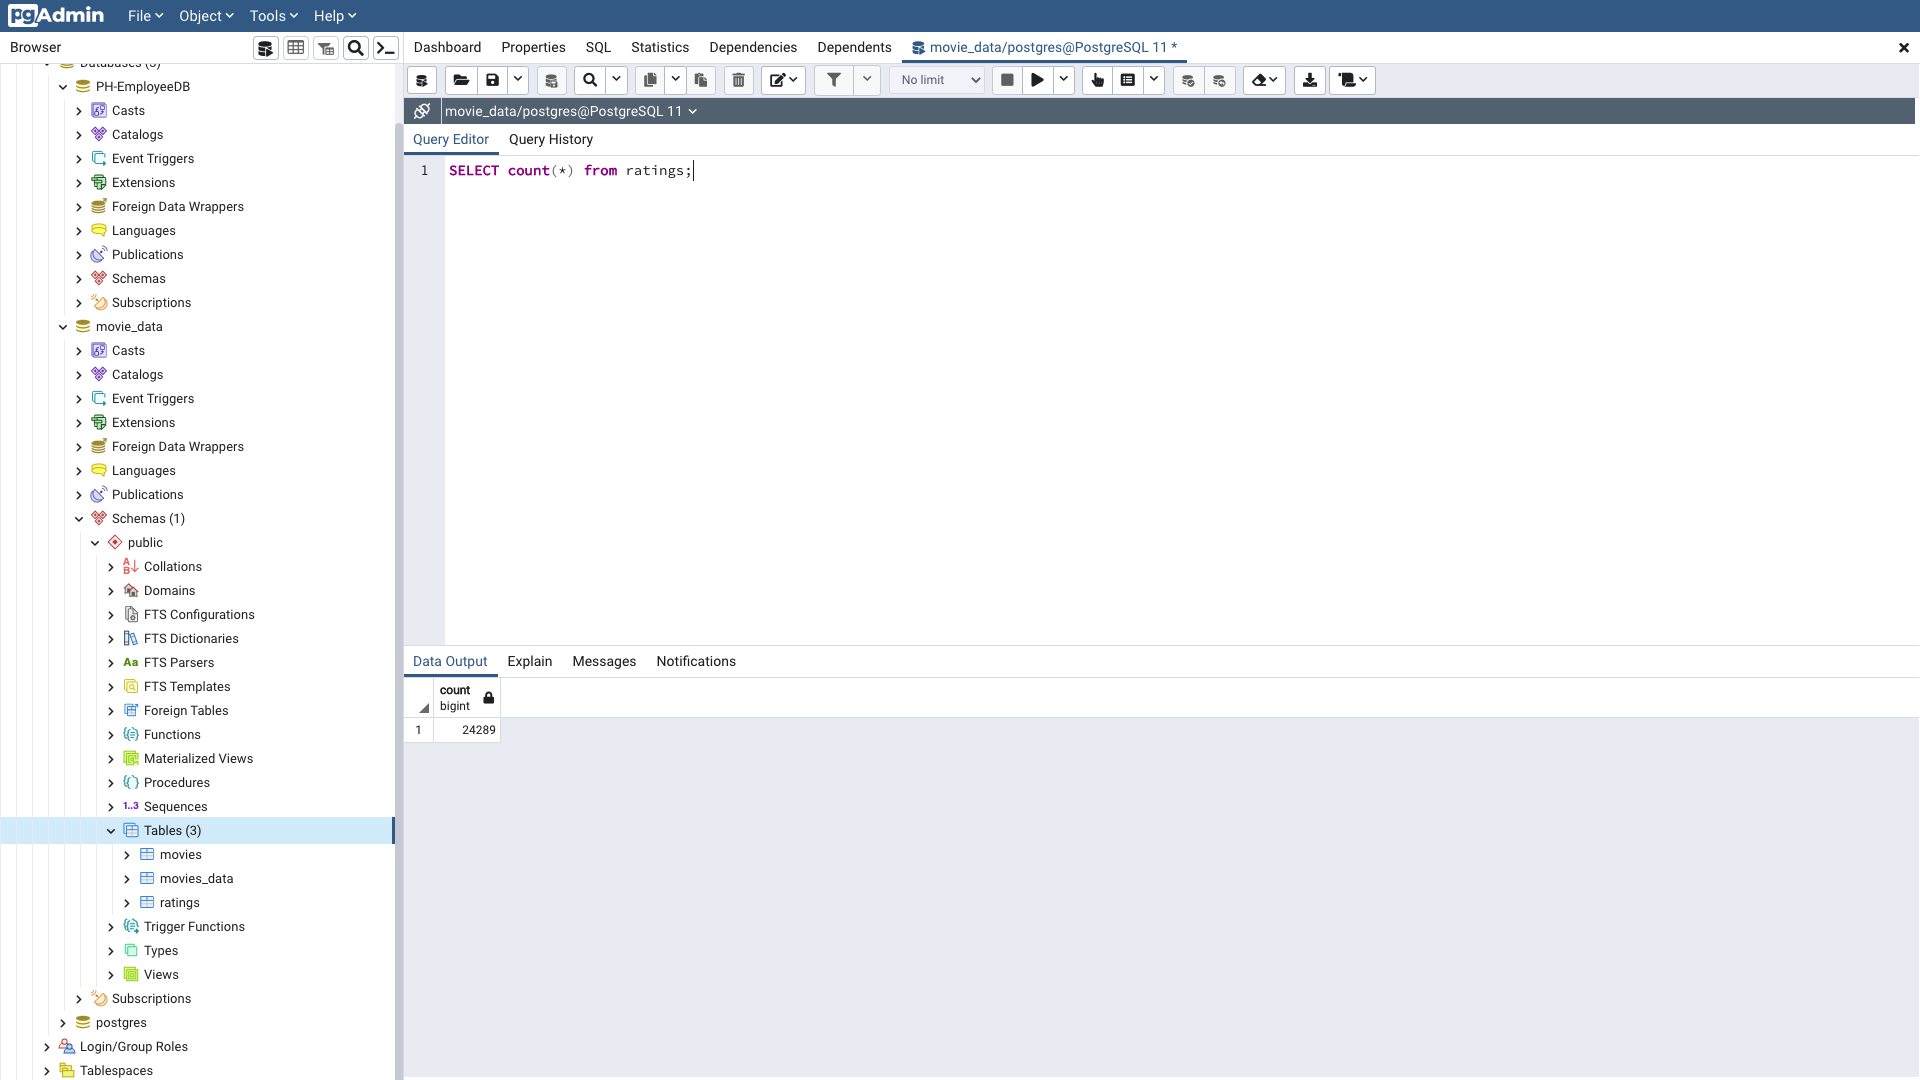 pgAdmin File Object Tools Help
Browser
Dashboard Properties SQL Statistics Dependencies Dependents movie_data/postgres@PostgreSQL 11 *
No limit
movie_data/postgres@PostgreSQL 11
Query Editor Query History
1 SELECT count(*) from ratings;
Databases (3)
PH-EmployeeDB
Casts
Catalogs
Event Triggers
Extensions
Foreign Data Wrappers
Languages
Publications
Schemas
Subscriptions
movie_data
Casts
Catalogs
Event Triggers
Extensions
Foreign Data Wrappers
Languages
Publications
Schemas (1)
public
Collations
Domains
FTS Configurations
FTS Dictionaries
Aa FTS Parsers
FTS Templates
Foreign Tables
Functions
Materialized Views
Procedures
1..3 Sequences
Tables (3)
movies
movies_data
ratings
Trigger Functions
Types
Views
Subscriptions
postgres
Login/Group Roles
Tablespaces
Data Output Explain Messages Notifications
count
bigint
1 24289